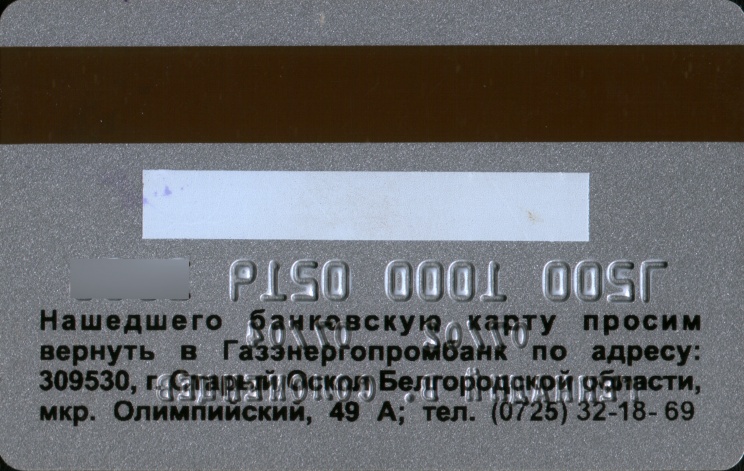 Нашедшего банковскую карту просим
вернуть в Газэнергопромбанк по адресу:
309530, г. Старый Оскол Белгородской области,
мкр. Олимпийский, 49 А; тел. (0725) 32-18-69